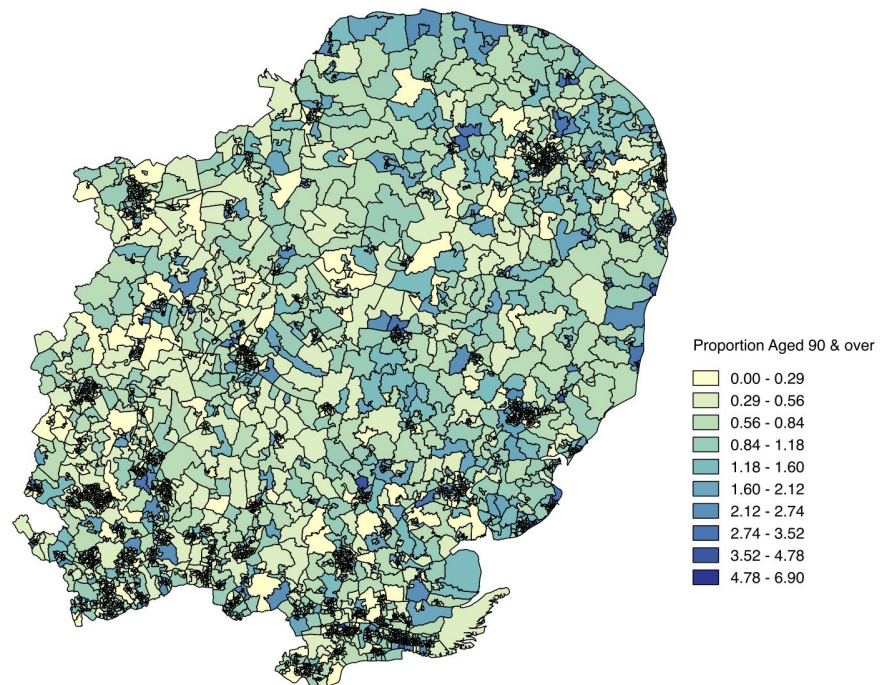 Proportion Aged 90 & over
0.00 - 0.29
0.29 - 0.56
0.56 - 0.84
0.84 - 1.18
1.18 - 1.60
1.60 - 2.12
2.12 - 2.74
2.74 - 3.52
3.52 - 4.78
4.78 - 6.90